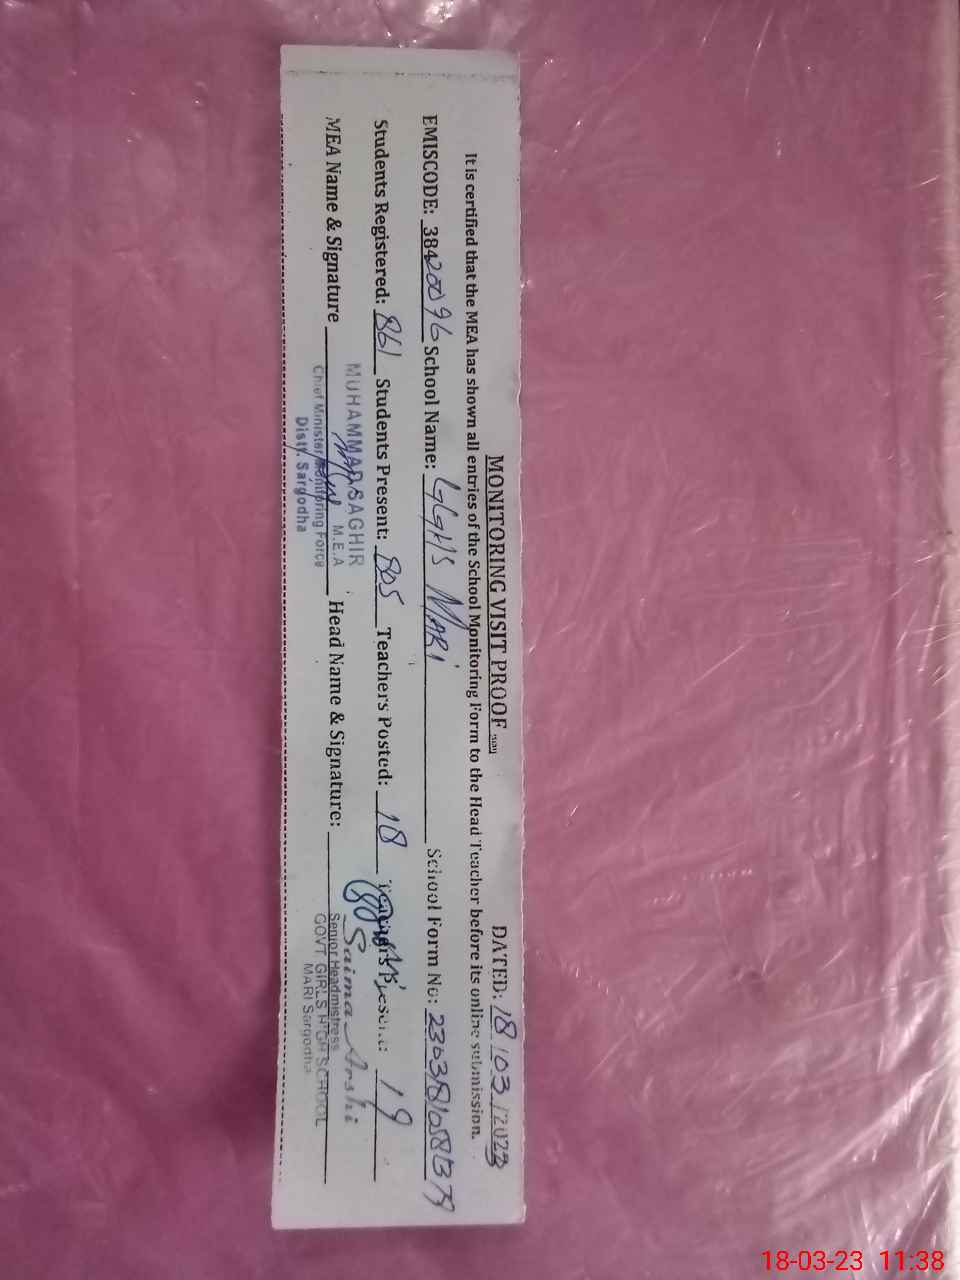 MONITORING VISIT PROOF
DATED: 18/03/2023
It is certified that the MEA has shown all entries of the School Monitoring Form to the Head Teacher before its online submission.
EMISCODE: 38420096 School Name: GGHS MARI School Form No:
Students Registered: 861 Students Present: 805 Teachers Posted: 18 Teachers Present: 19
MEA Name & Signature Head Name & Signature:
MUHAMMAD SAGHIR
M.E.A
Chief Minister Monitoring Force
Distt. Sargodha
Saima Arshi
Senior Headmistress
GOVT. GIRLS HIGH SCHOOL
MARI Sargodha
18-03-23 11:38